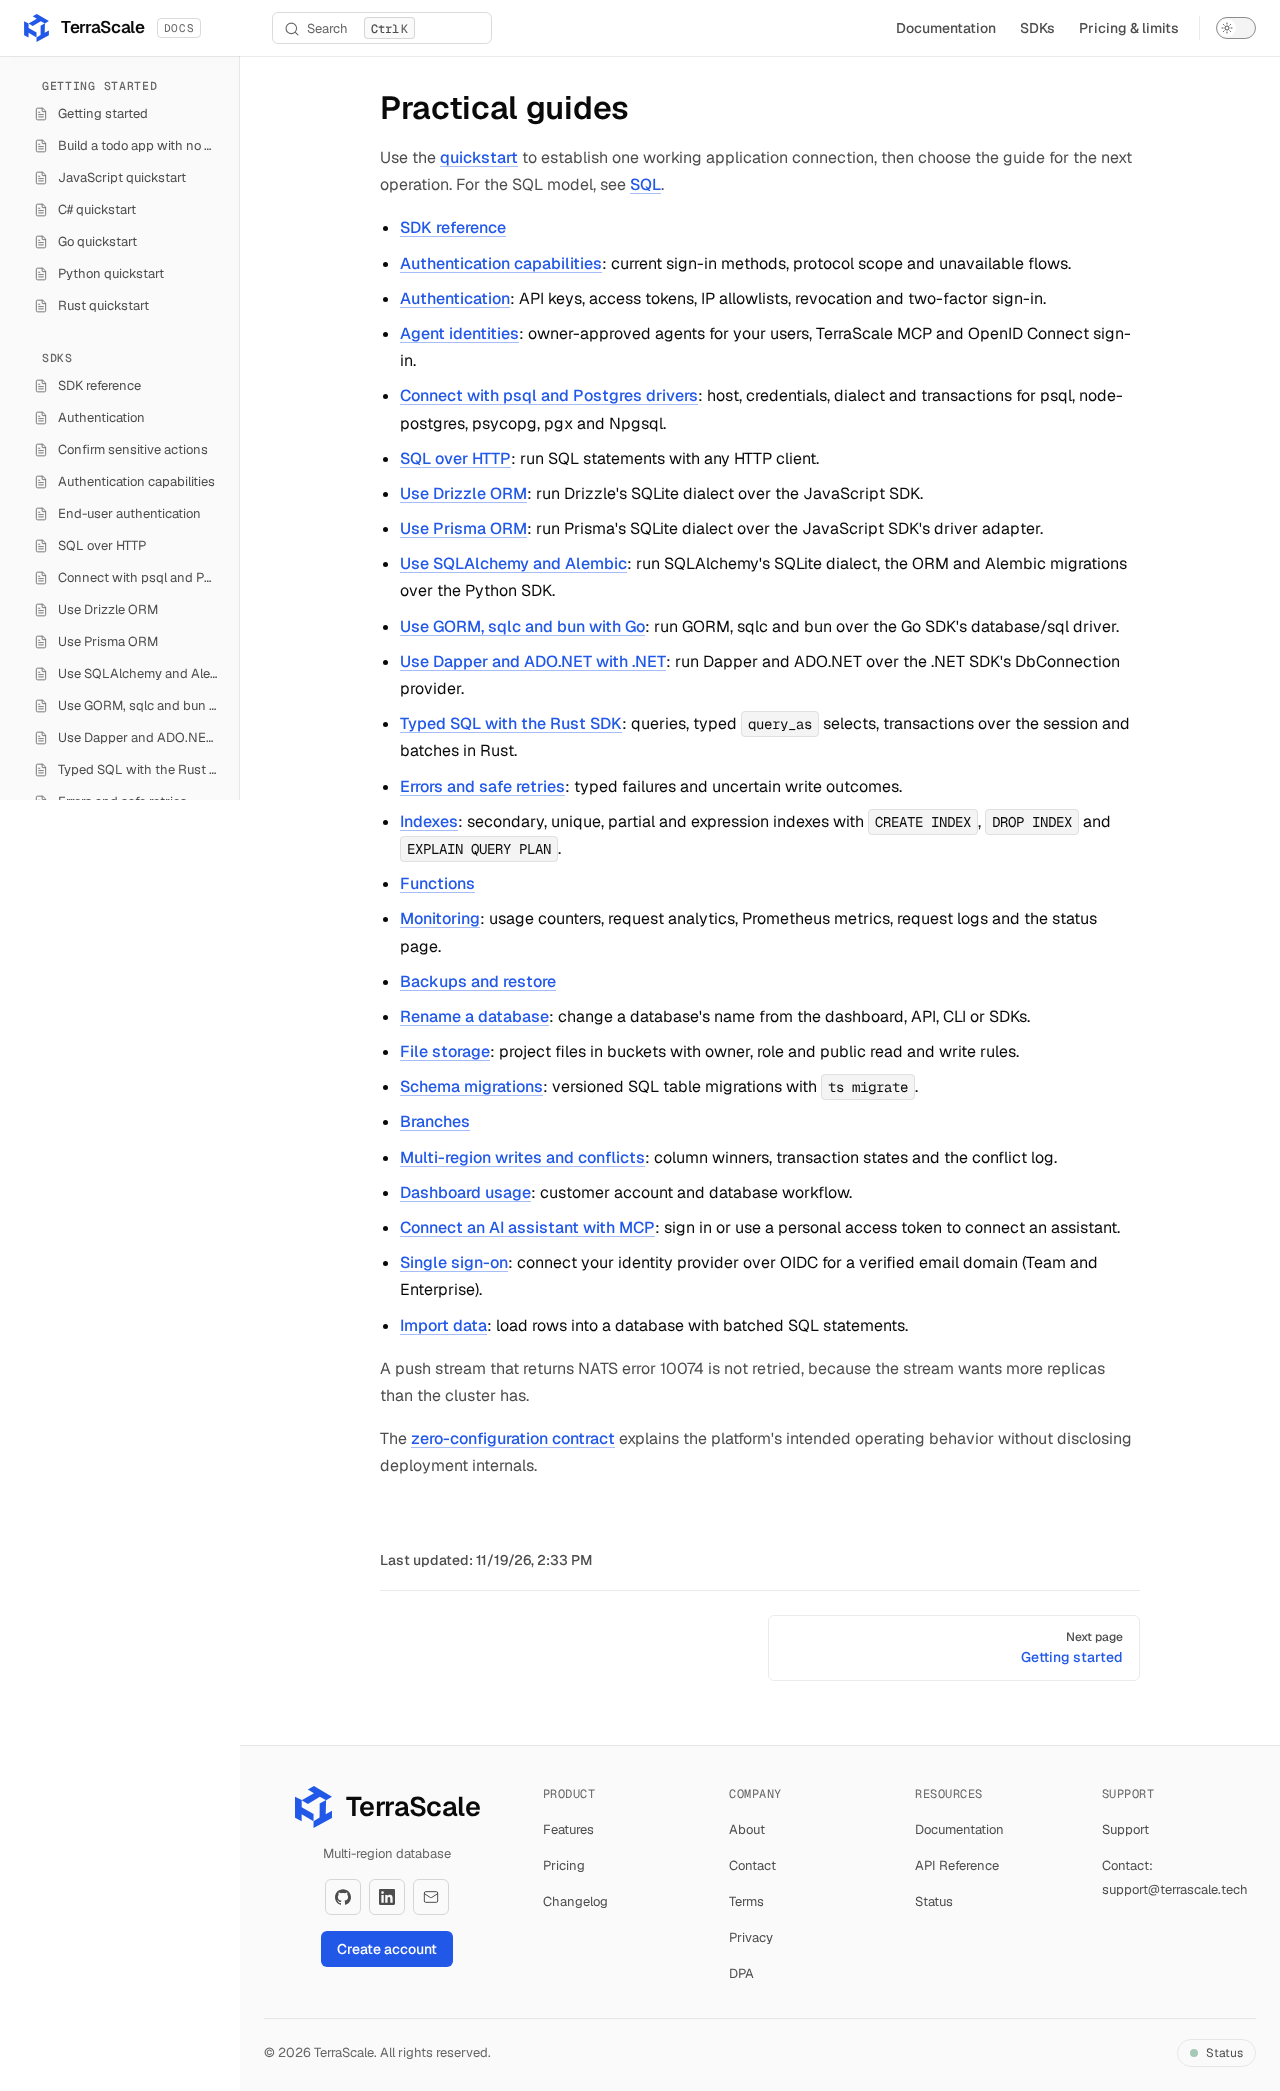 TerraScale DOCS
Search Ctrl K
Documentation SDKs Pricing & limits
GETTING STARTED
Getting started
Build a todo app with no ...
JavaScript quickstart
C# quickstart
Go quickstart
Python quickstart
Rust quickstart
SDKS
SDK reference
Authentication
Confirm sensitive actions
Authentication capabilities
End-user authentication
SQL over HTTP
Connect with psql and P...
Use Drizzle ORM
Use Prisma ORM
Use SQLAlchemy and Ale...
Use GORM, sqlc and bun ...
Use Dapper and ADO.NE...
Typed SQL with the Rust ...
Errors and safe retries
Practical guides
Use the quickstart to establish one working application connection, then choose the guide for the next
operation. For the SQL model, see SQL.
SDK reference
Authentication capabilities: current sign-in methods, protocol scope and unavailable flows.
Authentication: API keys, access tokens, IP allowlists, revocation and two-factor sign-in.
Agent identities: owner-approved agents for your users, TerraScale MCP and OpenID Connect sign-
in.
Connect with psql and Postgres drivers: host, credentials, dialect and transactions for psql, node-
postgres, psycopg, pgx and Npgsql.
SQL over HTTP: run SQL statements with any HTTP client.
Use Drizzle ORM: run Drizzle's SQLite dialect over the JavaScript SDK.
Use Prisma ORM: run Prisma's SQLite dialect over the JavaScript SDK's driver adapter.
Use SQLAlchemy and Alembic: run SQLAlchemy's SQLite dialect, the ORM and Alembic migrations
over the Python SDK.
Use GORM, sqlc and bun with Go: run GORM, sqlc and bun over the Go SDK's database/sql driver.
Use Dapper and ADO.NET with .NET: run Dapper and ADO.NET over the .NET SDK's DbConnection
provider.
Typed SQL with the Rust SDK: queries, typed query_as selects, transactions over the session and
batches in Rust.
Errors and safe retries: typed failures and uncertain write outcomes.
Indexes: secondary, unique, partial and expression indexes with CREATE INDEX, DROP INDEX and
EXPLAIN QUERY PLAN.
Functions
Monitoring: usage counters, request analytics, Prometheus metrics, request logs and the status
page.
Backups and restore
Rename a database: change a database's name from the dashboard, API, CLI or SDKs.
File storage: project files in buckets with owner, role and public read and write rules.
Schema migrations: versioned SQL table migrations with ts migrate.
Branches
Multi-region writes and conflicts: column winners, transaction states and the conflict log.
Dashboard usage: customer account and database workflow.
Connect an AI assistant with MCP: sign in or use a personal access token to connect an assistant.
Single sign-on: connect your identity provider over OIDC for a verified email domain (Team and
Enterprise).
Import data: load rows into a database with batched SQL statements.
A push stream that returns NATS error 10074 is not retried, because the stream wants more replicas
than the cluster has.
The zero-configuration contract explains the platform's intended operating behavior without disclosing
deployment internals.
Last updated: 11/19/26, 2:33 PM
Next page
Getting started
TerraScale
Multi-region database
Create account
PRODUCT
Features
Pricing
Changelog
COMPANY
About
Contact
Terms
Privacy
DPA
RESOURCES
Documentation
API Reference
Status
SUPPORT
Support
Contact:
support@terrascale.tech
© 2026 TerraScale. All rights reserved.
Status